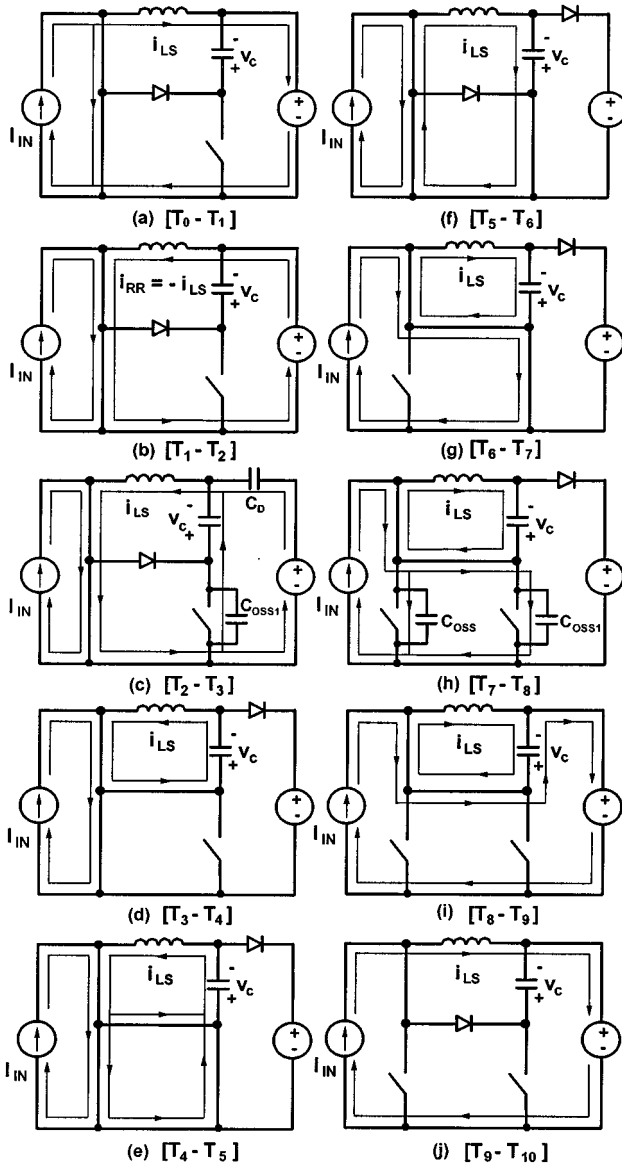 i_LS
-
+ v_C
I_IN
+
-
(a) [T_0 - T_1]
i_LS
-
+ v_C
I_IN
+
-
(f) [T_5 - T_6]
i_RR = - i_LS
-
+ v_C
I_IN
+
-
(b) [T_1 - T_2]
i_LS
-
+ v_C
I_IN
+
-
(g) [T_6 - T_7]
i_LS
C_D
v_C
-
+
I_IN
C_OSS1
+
-
(c) [T_2 - T_3]
i_LS
-
+ v_C
I_IN
C_OSS
C_OSS1
+
-
(h) [T_7 - T_8]
i_LS
-
+ v_C
I_IN
+
-
(d) [T_3 - T_4]
i_LS
-
+ v_C
I_IN
+
-
(i) [T_8 - T_9]
i_LS
-
+ v_C
I_IN
+
-
(e) [T_4 - T_5]
i_LS
-
+ v_C
I_IN
+
-
(j) [T_9 - T_10]